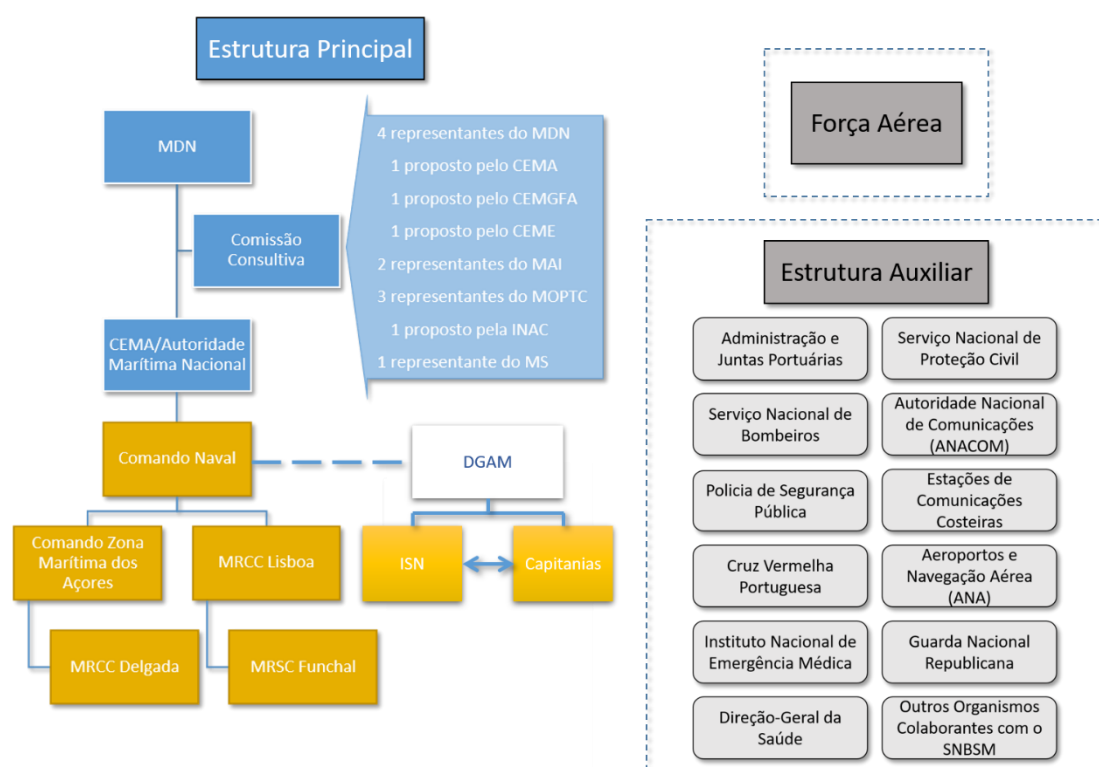 Estrutura Principal
MDN
4 representantes do MDN
1 proposto pelo CEMA
1 proposto pelo CEMGFA
1 proposto pelo CEME
2 representantes do MAI
3 representantes do MOPTC
1 proposto pela INAC
1 representante do MS
Comissão
Consultiva
CEMA/Autoridade
Marítima Nacional
Comando Naval
DGAM
Comando Zona
Marítima dos
Açores
MRCC Lisboa
ISN
Capitanias
MRCC Delgada
MRSC Funchal
Força Aérea
Estrutura Auxiliar
Administração e
Juntas Portuárias
Serviço Nacional de
Proteção Civil
Serviço Nacional de
Bombeiros
Autoridade Nacional
de Comunicações
(ANACOM)
Policia de Segurança
Pública
Estações de
Comunicações
Costeiras
Cruz Vermelha
Portuguesa
Aeroportos e
Navegação Aérea
(ANA)
Instituto Nacional de
Emergência Médica
Guarda Nacional
Republicana
Direção-Geral da
Saúde
Outros Organismos
Colaborantes com o
SNBSM